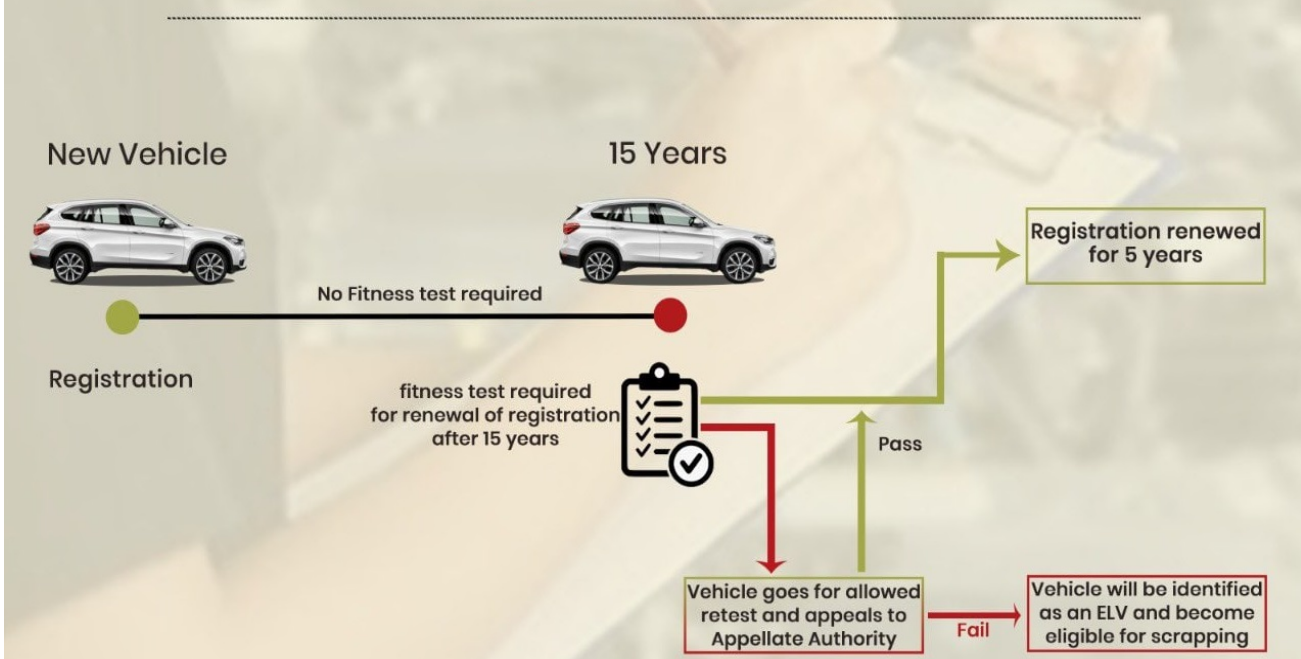 New Vehicle
15 Years
No Fitness test required
Registration
fitness test required
for renewal of registration
after 15 years
Registration renewed
for 5 years
Pass
Vehicle goes for allowed
retest and appeals to
Appellate Authority
Fail
Vehicle will be identified
as an ELV and become
eligible for scrapping